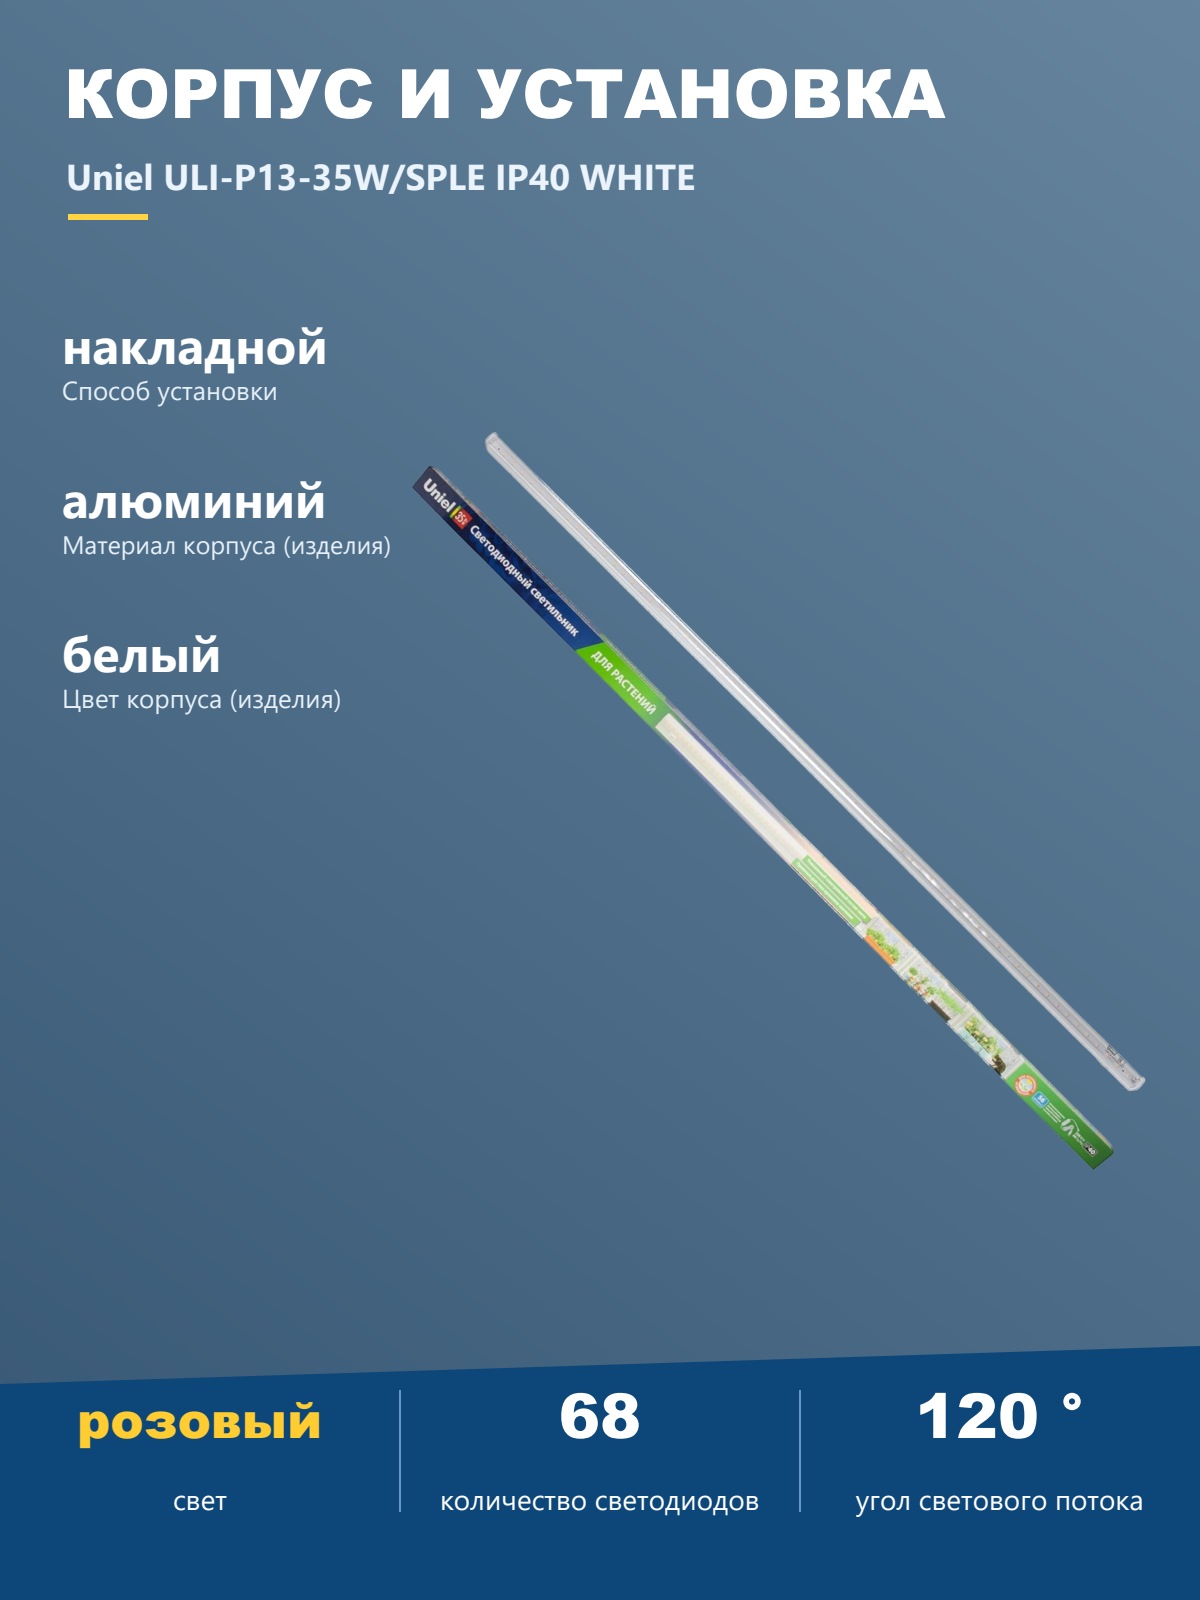 КОРПУС И УСТАНОВКА
Uniel ULI-P13-35W/SPLE IP40 WHITE
накладной
Способ установки
алюминий
Материал корпуса (изделия)
белый
Цвет корпуса (изделия)
Uniel
Светодиодный светильник
ДЛЯ РАСТЕНИЙ
розовый
свет
68
количество светодиодов
120 °
угол светового потока